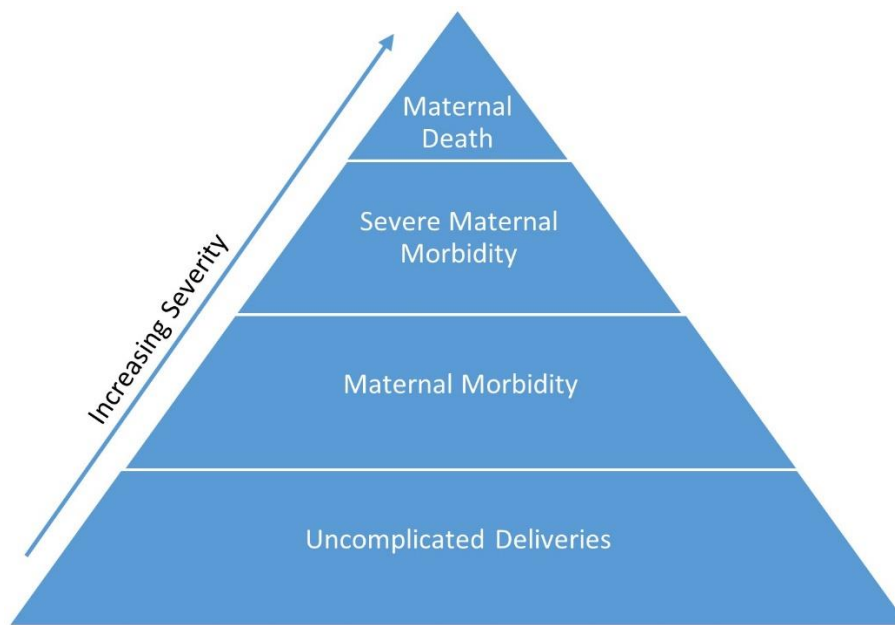 Maternal
Death
Severe Maternal
Morbidity
Maternal Morbidity
Uncomplicated Deliveries
Increasing Severity